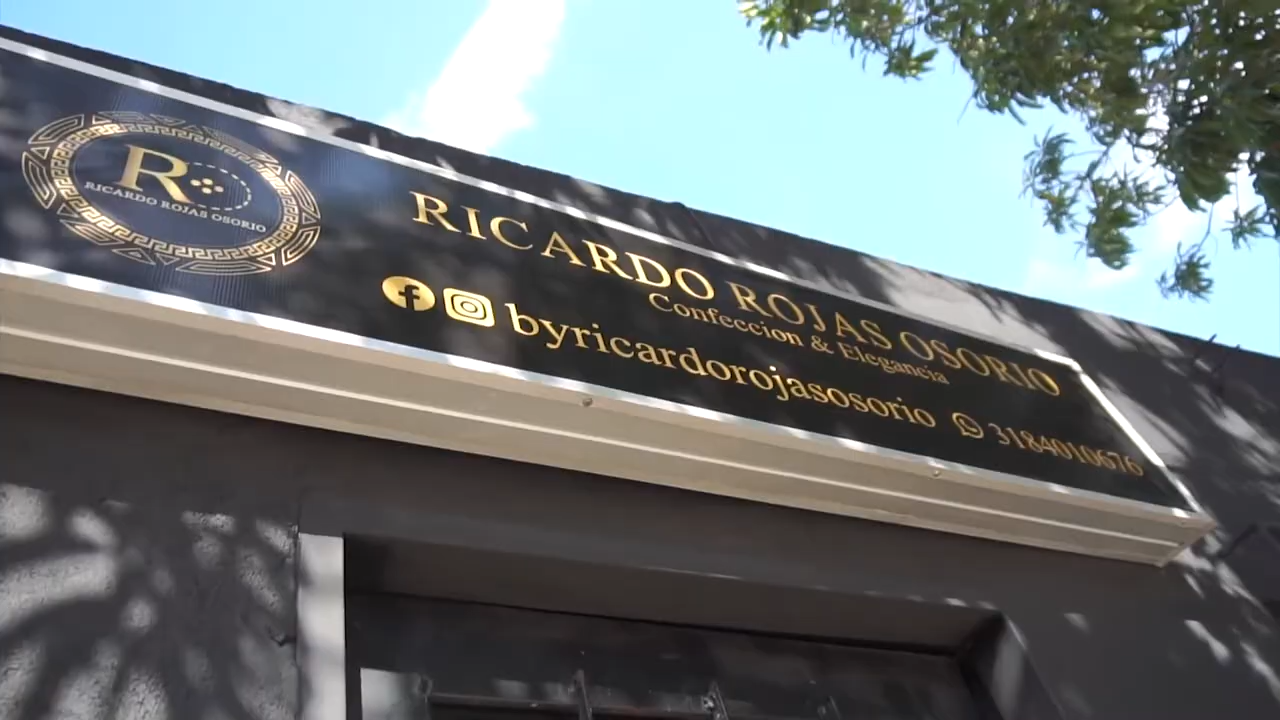 R
RICARDO ROJAS OSORIO
RICARDO ROJAS OSORIO
Confeccion & Elegancia
byricardorojasosorio
3184010676